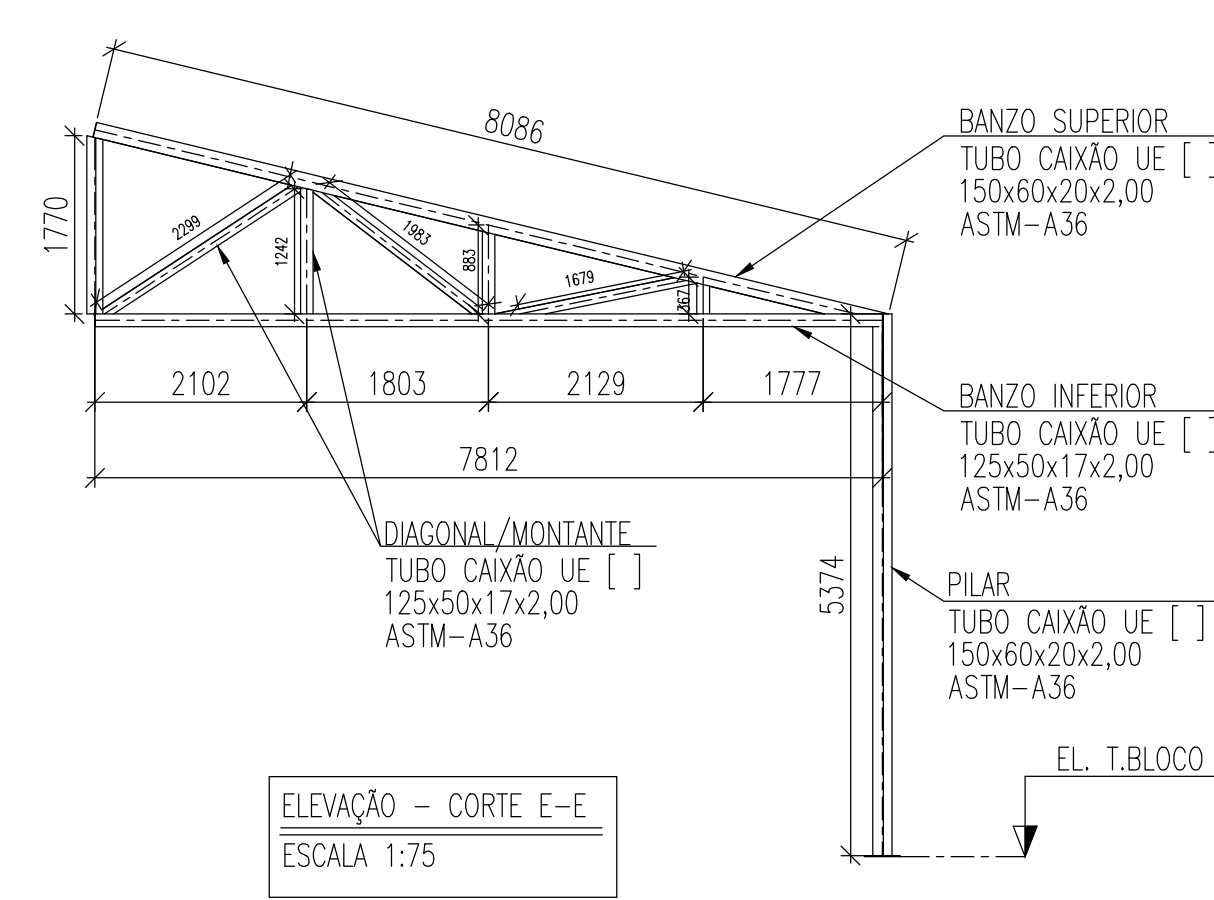 8086
BANZO SUPERIOR
TUBO CAIXÃO UE [ ]
150x60x20x2,00
ASTM-A36
1770
2299
1242
1983
883
1679
367
2102
1803
2129
1777
7812
BANZO INFERIOR
TUBO CAIXÃO UE [ ]
125x50x17x2,00
ASTM-A36
DIAGONAL/MONTANTE
TUBO CAIXÃO UE [ ]
125x50x17x2,00
ASTM-A36
5374
PILAR
TUBO CAIXÃO UE [ ]
150x60x20x2,00
ASTM-A36
EL. T.BLOCO
ELEVAÇÃO - CORTE E-E
ESCALA 1:75